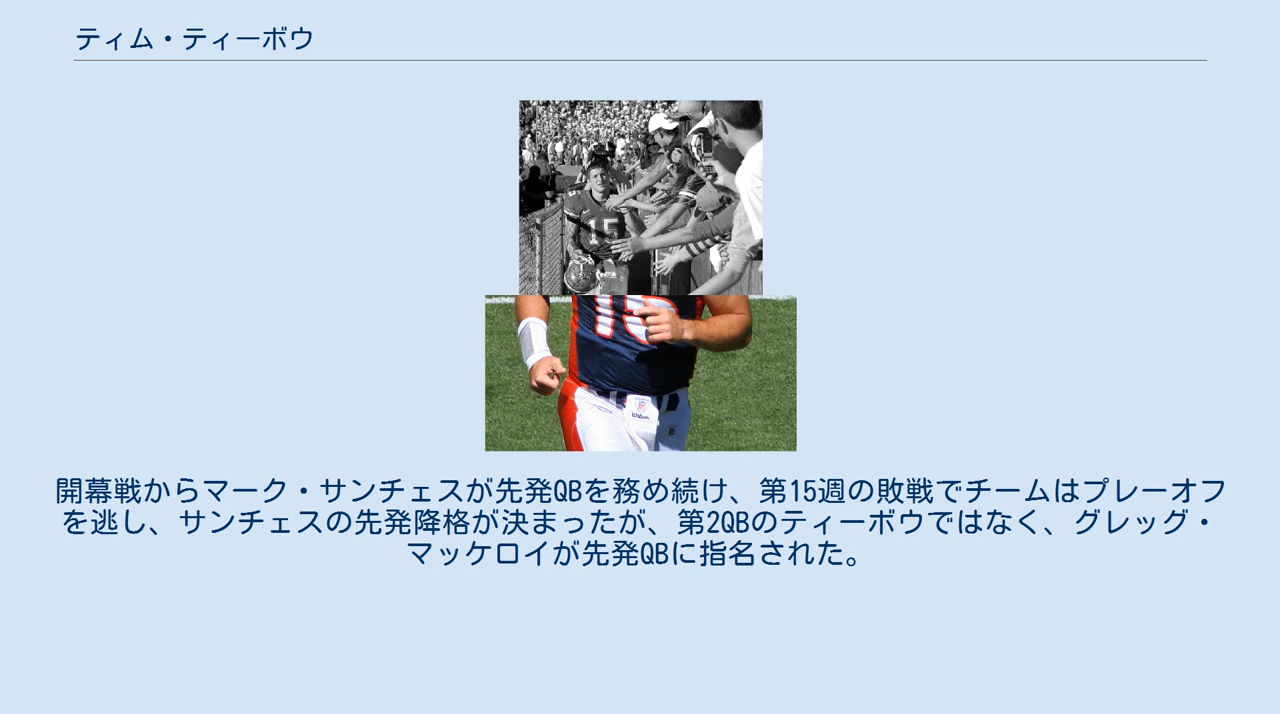 ティム・ティーボウ
15
15
Wilson
開幕戦からマーク・サンチェスが先発QBを務め続け、第15週の敗戦でチームはプレーオフ
を逃し、サンチェスの先発降格が決まったが、第2QBのティーボウではなく、グレッグ・
マッケロイが先発QBに指名された。